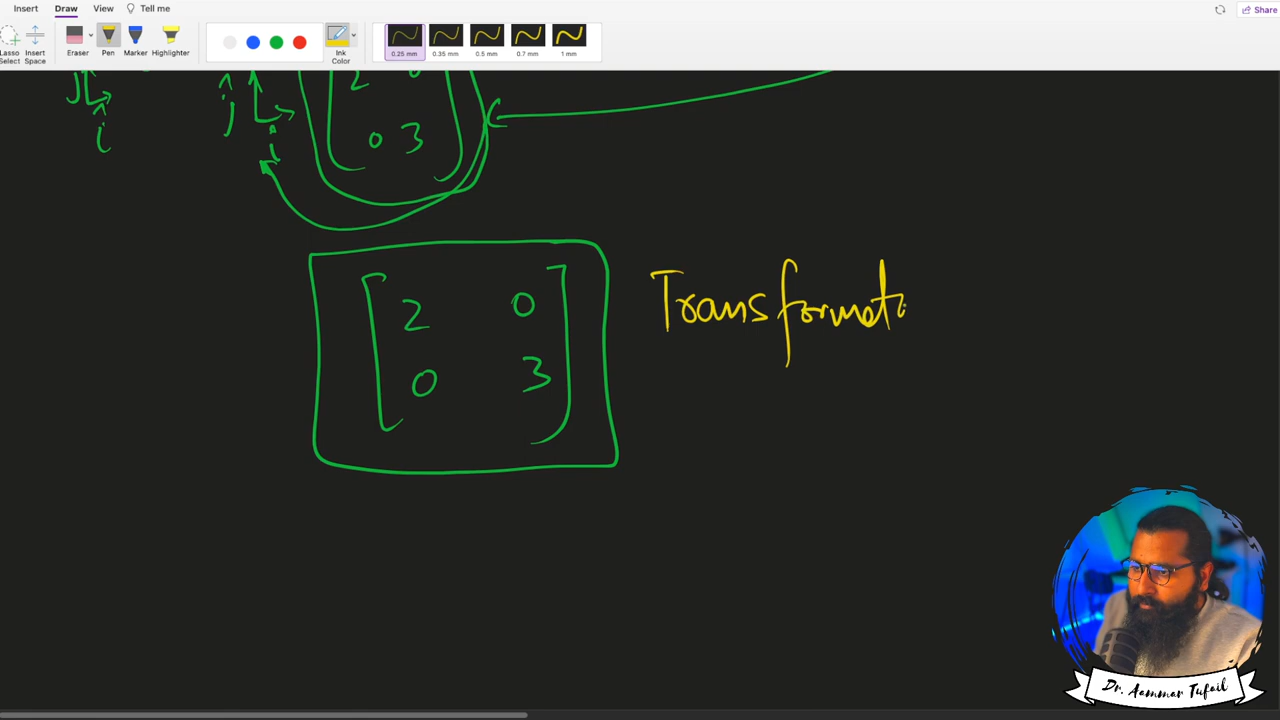 Insert Draw View Tell me
Share
Lasso Select
Insert Space
Eraser
Pen
Marker
Highlighter
Ink Color
0.25 mm
0.35 mm
0.5 mm
0.7 mm
1 mm
j i
j i
2 0
0 3
2 0
0 3
Transformati
Dr. Aammar Tufail